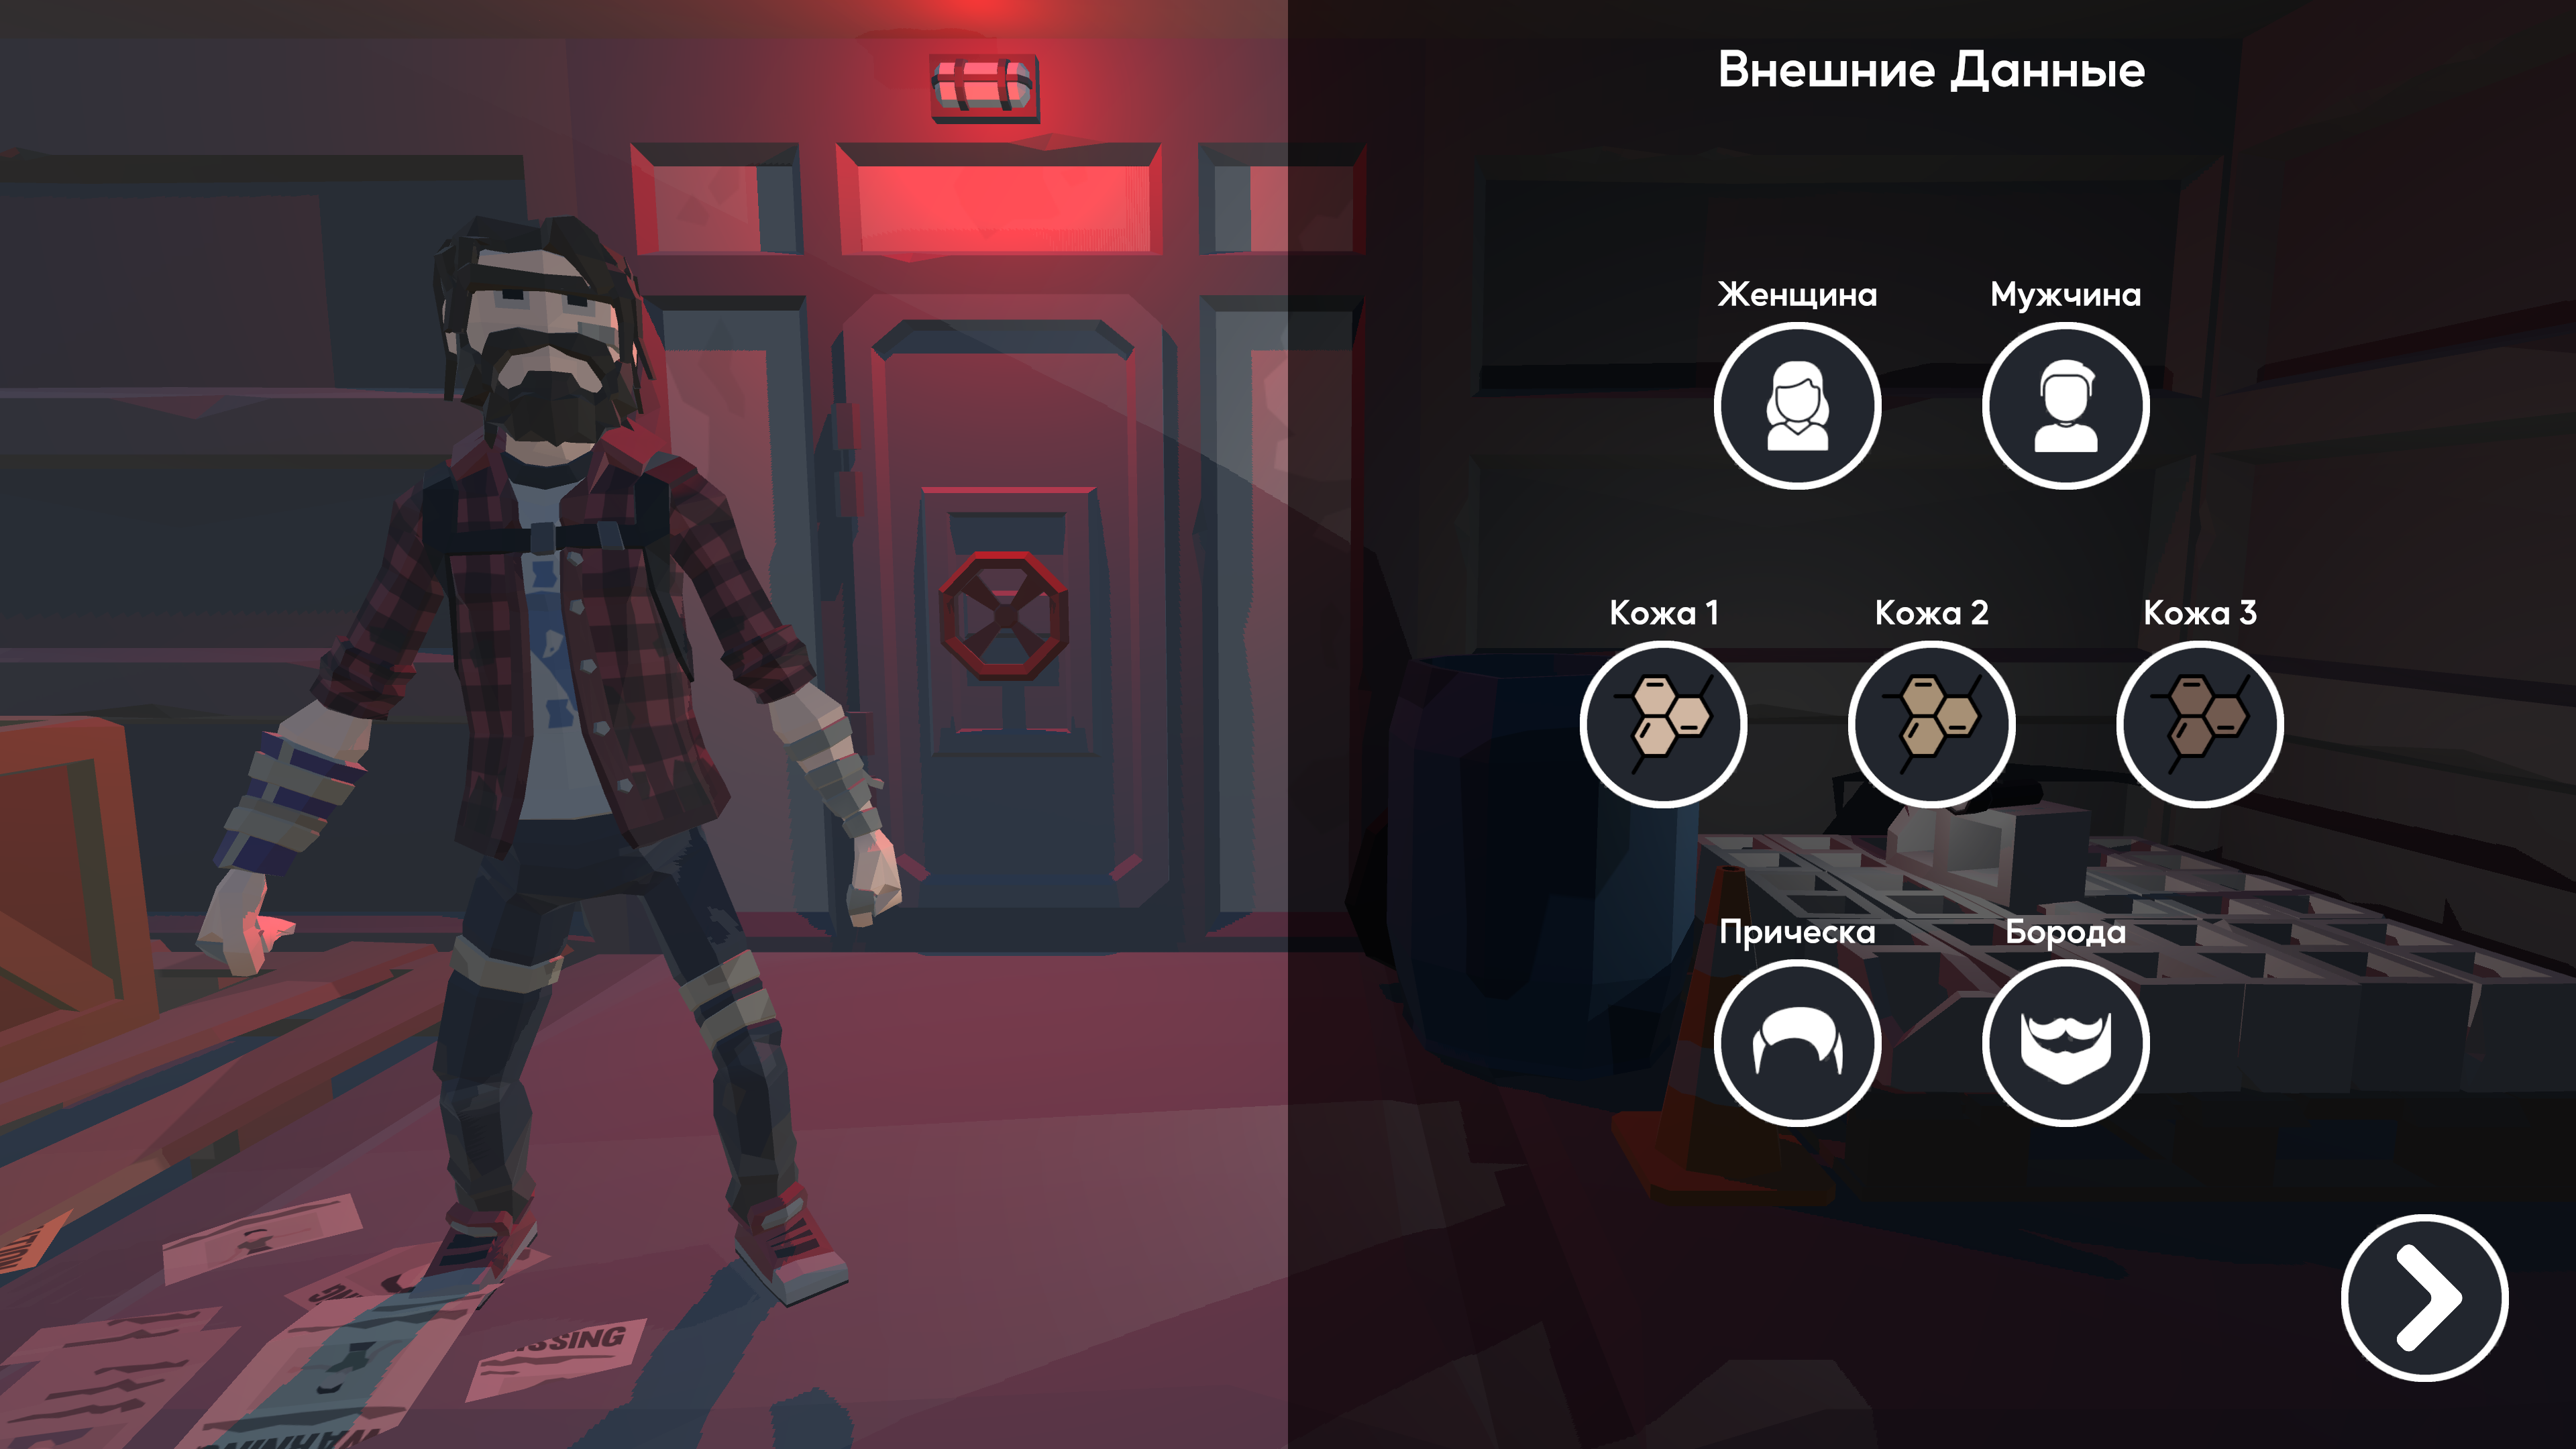 Внешние Данные
Женщина Мужчина
Кожа 1 Кожа 2 Кожа 3
Прическа Борода